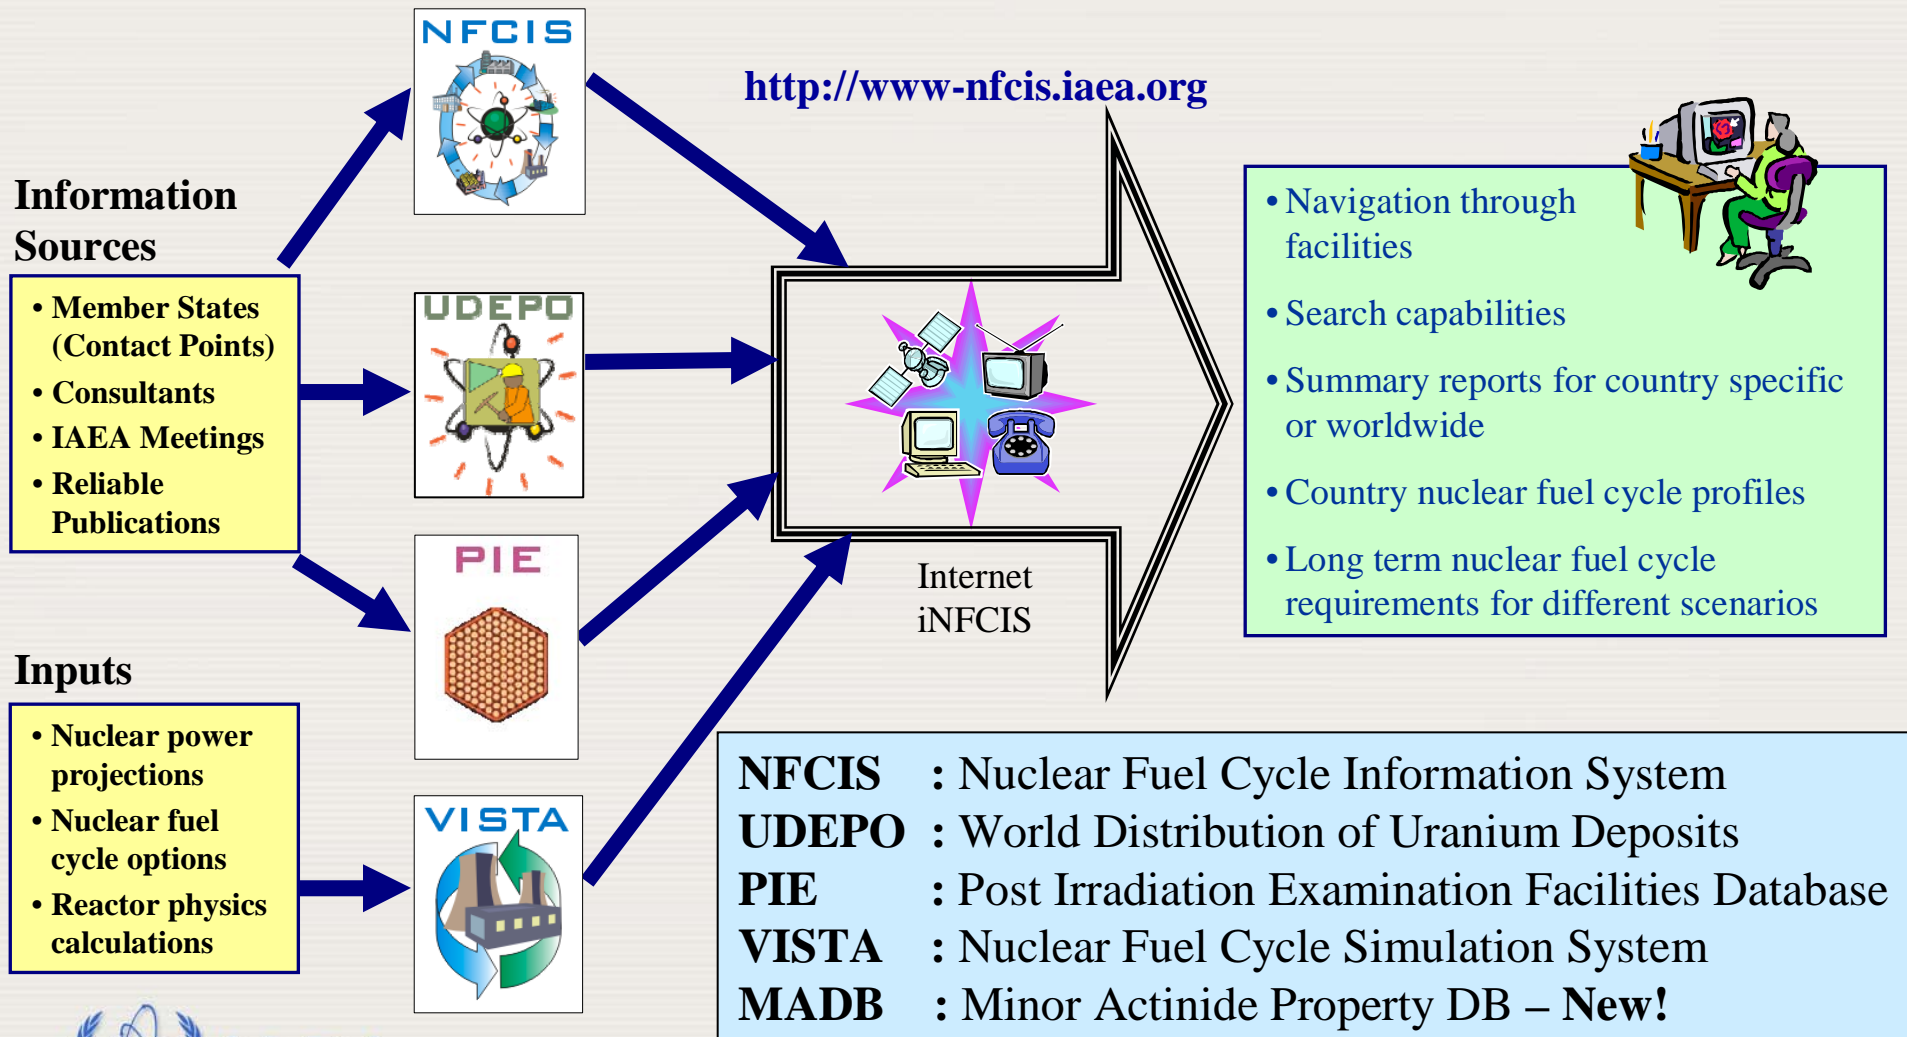 NFCIS
http://www-nfcis.iaea.org
Information
Sources
• Member States
(Contact Points)
• Consultants
• IAEA Meetings
• Reliable
Publications
UDEPO
PIE
Inputs
• Nuclear power
projections
• Nuclear fuel
cycle options
• Reactor physics
calculations
VISTA
Internet
iNFCIS
• Navigation through
facilities
• Search capabilities
• Summary reports for country specific
or worldwide
• Country nuclear fuel cycle profiles
• Long term nuclear fuel cycle
requirements for different scenarios
NFCIS : Nuclear Fuel Cycle Information System
UDEPO : World Distribution of Uranium Deposits
PIE : Post Irradiation Examination Facilities Database
VISTA : Nuclear Fuel Cycle Simulation System
MADB : Minor Actinide Property DB – New!